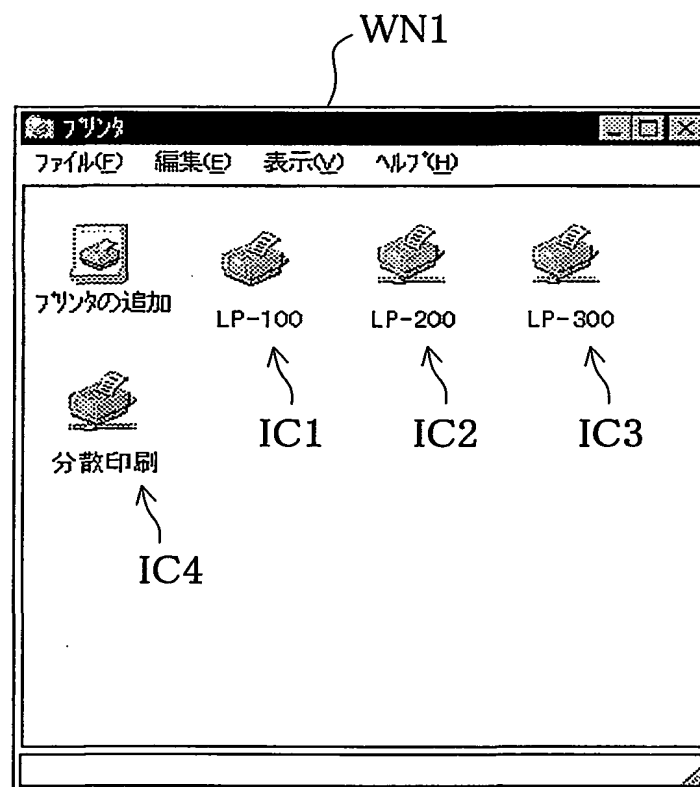 WN1
プリンタ
ファイル(F) 編集(E) 表示(V) ヘルプ(H)
プリンタの追加 LP-100 LP-200 LP-300
IC1 IC2 IC3
分散印刷
IC4